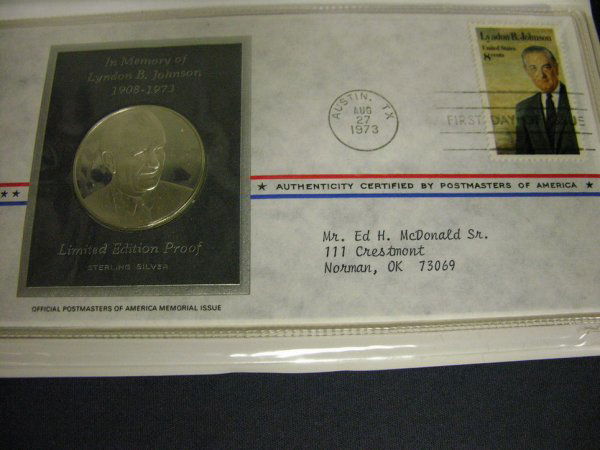 In Memory of
Lyndon B. Johnson
1908-1973
Limited Edition Proof
STERLING SILVER
OFFICIAL POSTMASTERS OF AMERICA MEMORIAL ISSUE
AUSTIN, TX
AUG
27
1973
Lyndon B. Johnson
United States
8 cents
FIRST DAY OF ISSUE
★ AUTHENTICITY CERTIFIED BY POSTMASTERS OF AMERICA ★
Mr. Ed H. McDonald Sr.
111 Crestmont
Norman, OK 73069